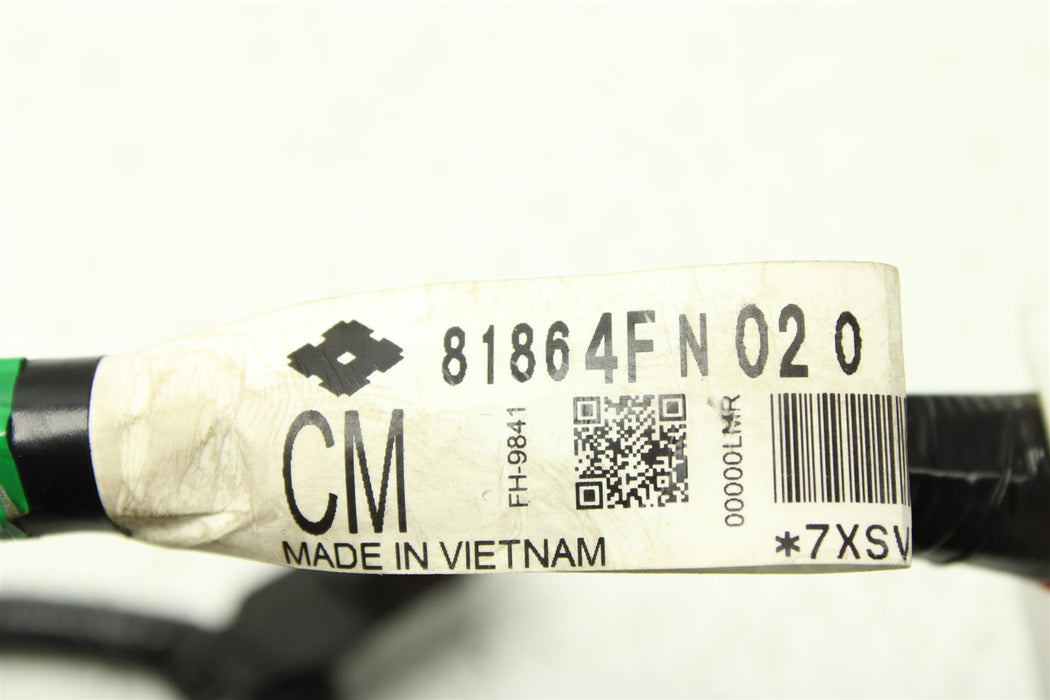 81864FN020
CM
FH-9841
00000LMR
MADE IN VIETNAM
*7XSV